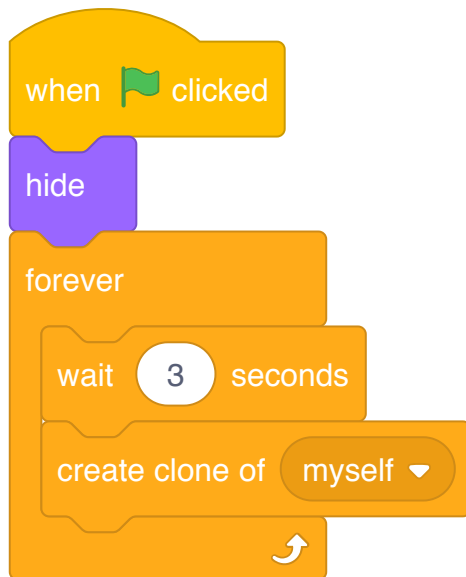 when clicked
hide
forever
wait 3 seconds
create clone of myself